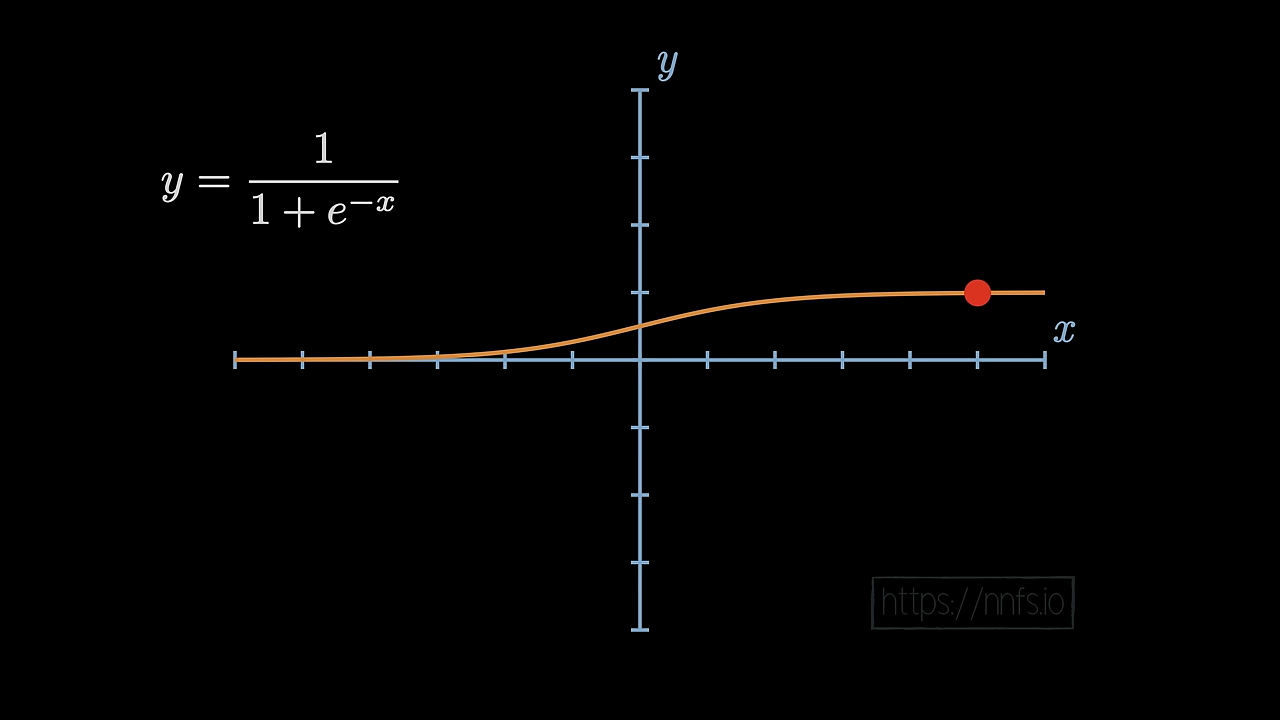 y
y = 1 / (1 + e^{-x})
x
https://nnfs.io